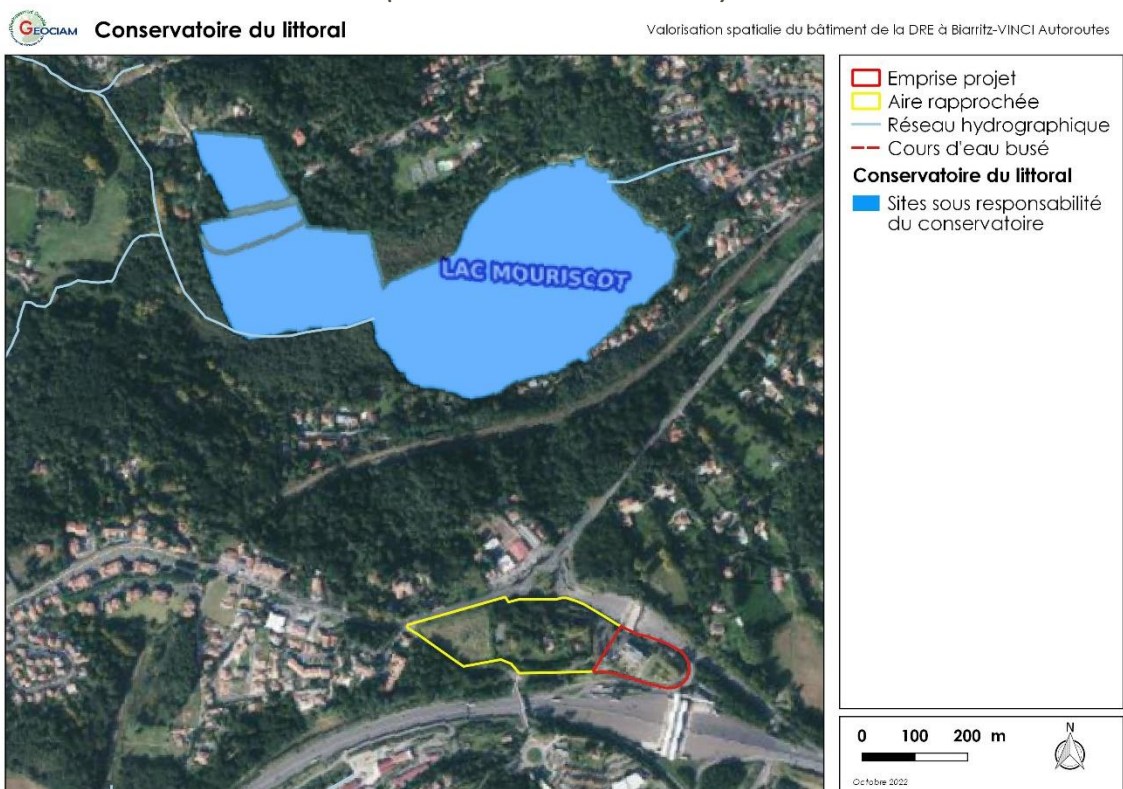 GEOCIAM
Conservatoire du littoral
Valorisation spatialie du bâtiment de la DRE à Biarritz-VINCI Autoroutes
LAC MOURISCOT
Emprise projet
Aire rapprochée
Réseau hydrographique
Cours d'eau busé
Conservatoire du littoral
Sites sous responsabilité
du conservatoire
0 100 200 m
N
Octobre 2022